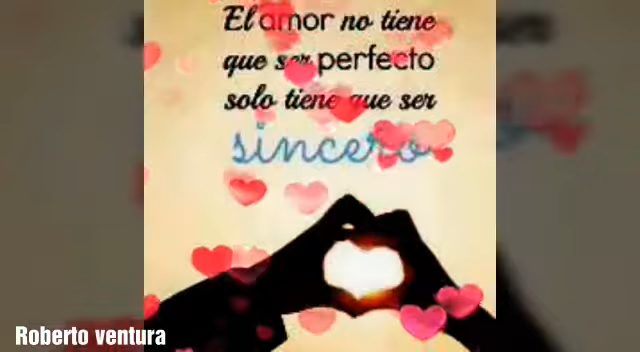 El amor no tiene
que ser perfecto
solo tiene que ser
sincero
Roberto ventura